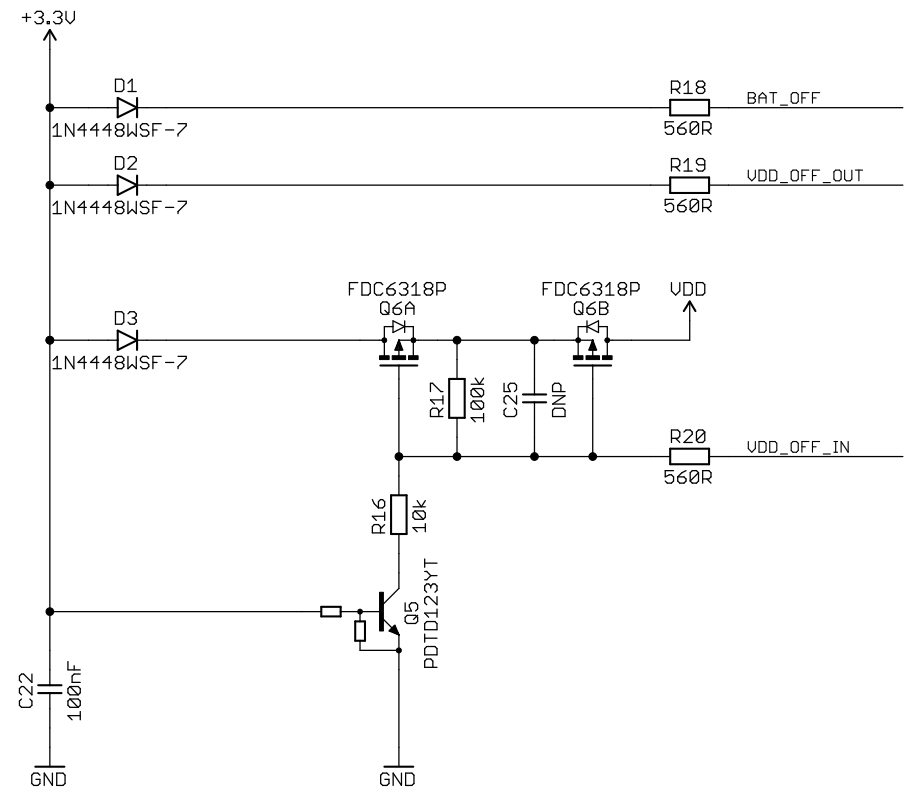 +3.3V
D1
1N4448WSF-7
R18
560R
BAT_OFF
D2
1N4448WSF-7
R19
560R
VDD_OFF_OUT
D3
1N4448WSF-7
FDC6318P
Q6A
FDC6318P
Q6B
VDD
R17
100k
C25
DNP
R20
560R
VDD_OFF_IN
R16
10k
Q5
PDTD123YT
C22
100nF
GND
GND